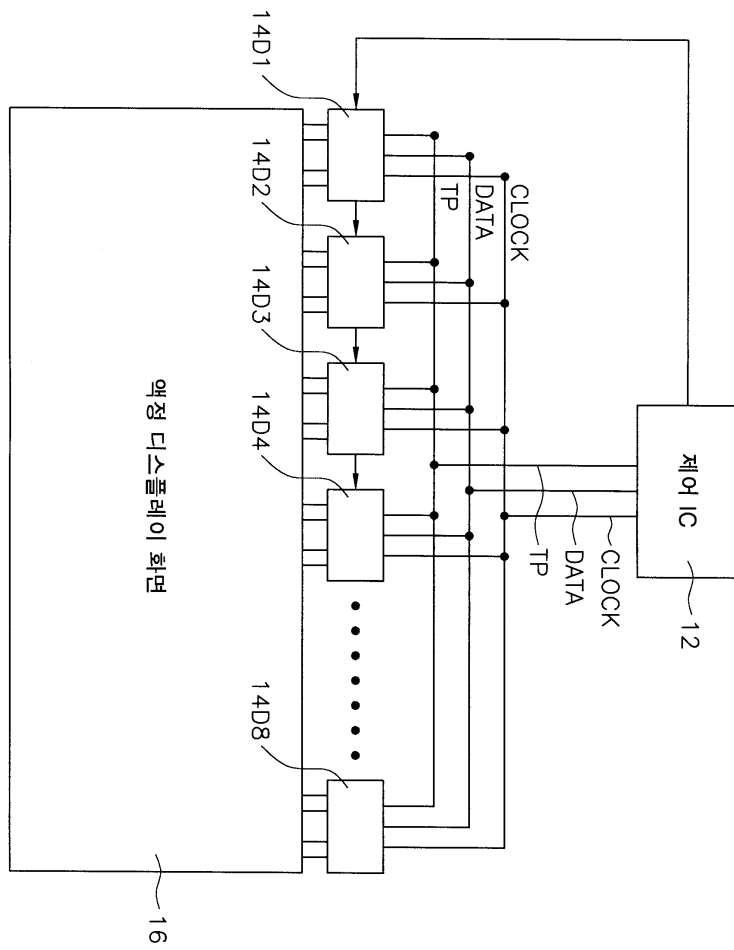 제어 IC
12
CLOCK
DATA
TP
CLOCK
DATA
TP
14D1
14D2
14D3
14D4
14D8
액정 디스플레이 화면
16